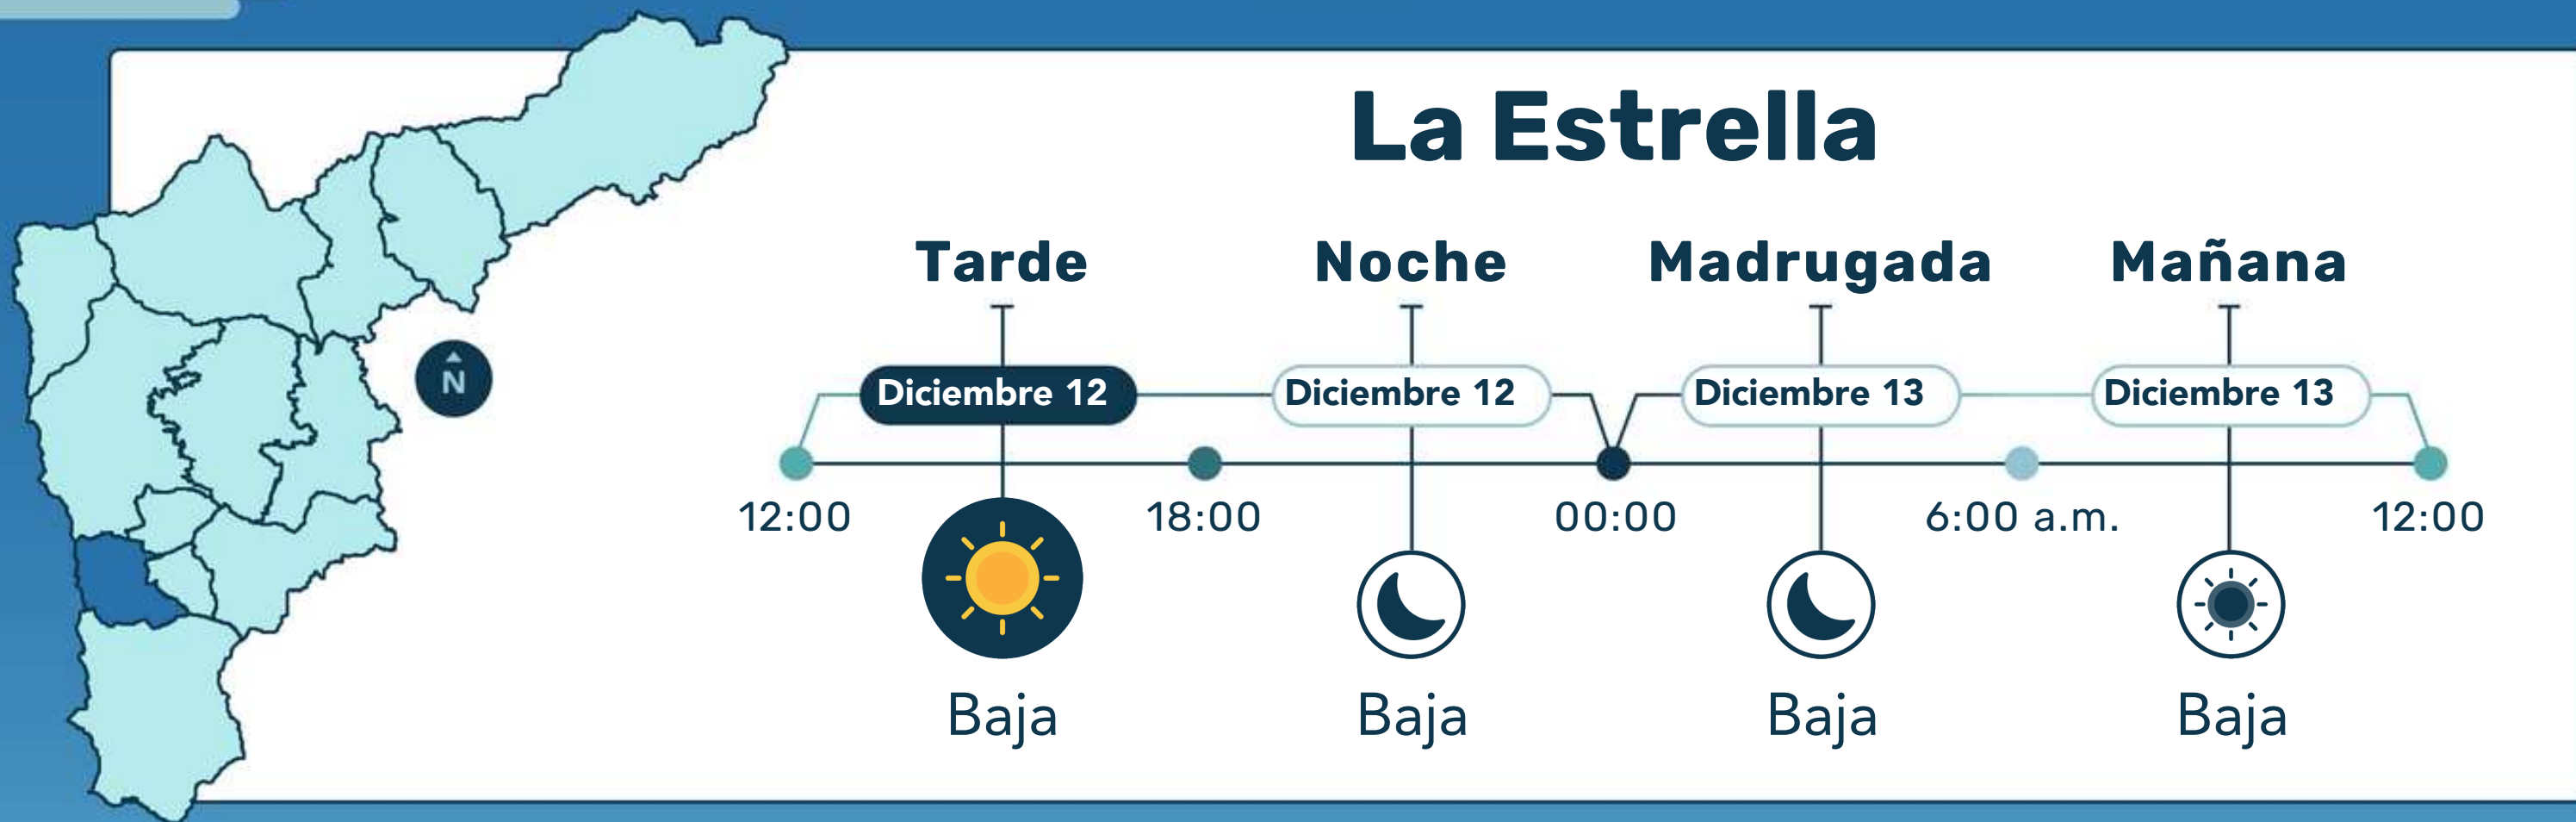 La Estrella
Tarde Noche Madrugada Mañana
Diciembre 12 Diciembre 12 Diciembre 13 Diciembre 13
N
12:00 18:00 00:00 6:00 a.m. 12:00
Baja Baja Baja Baja